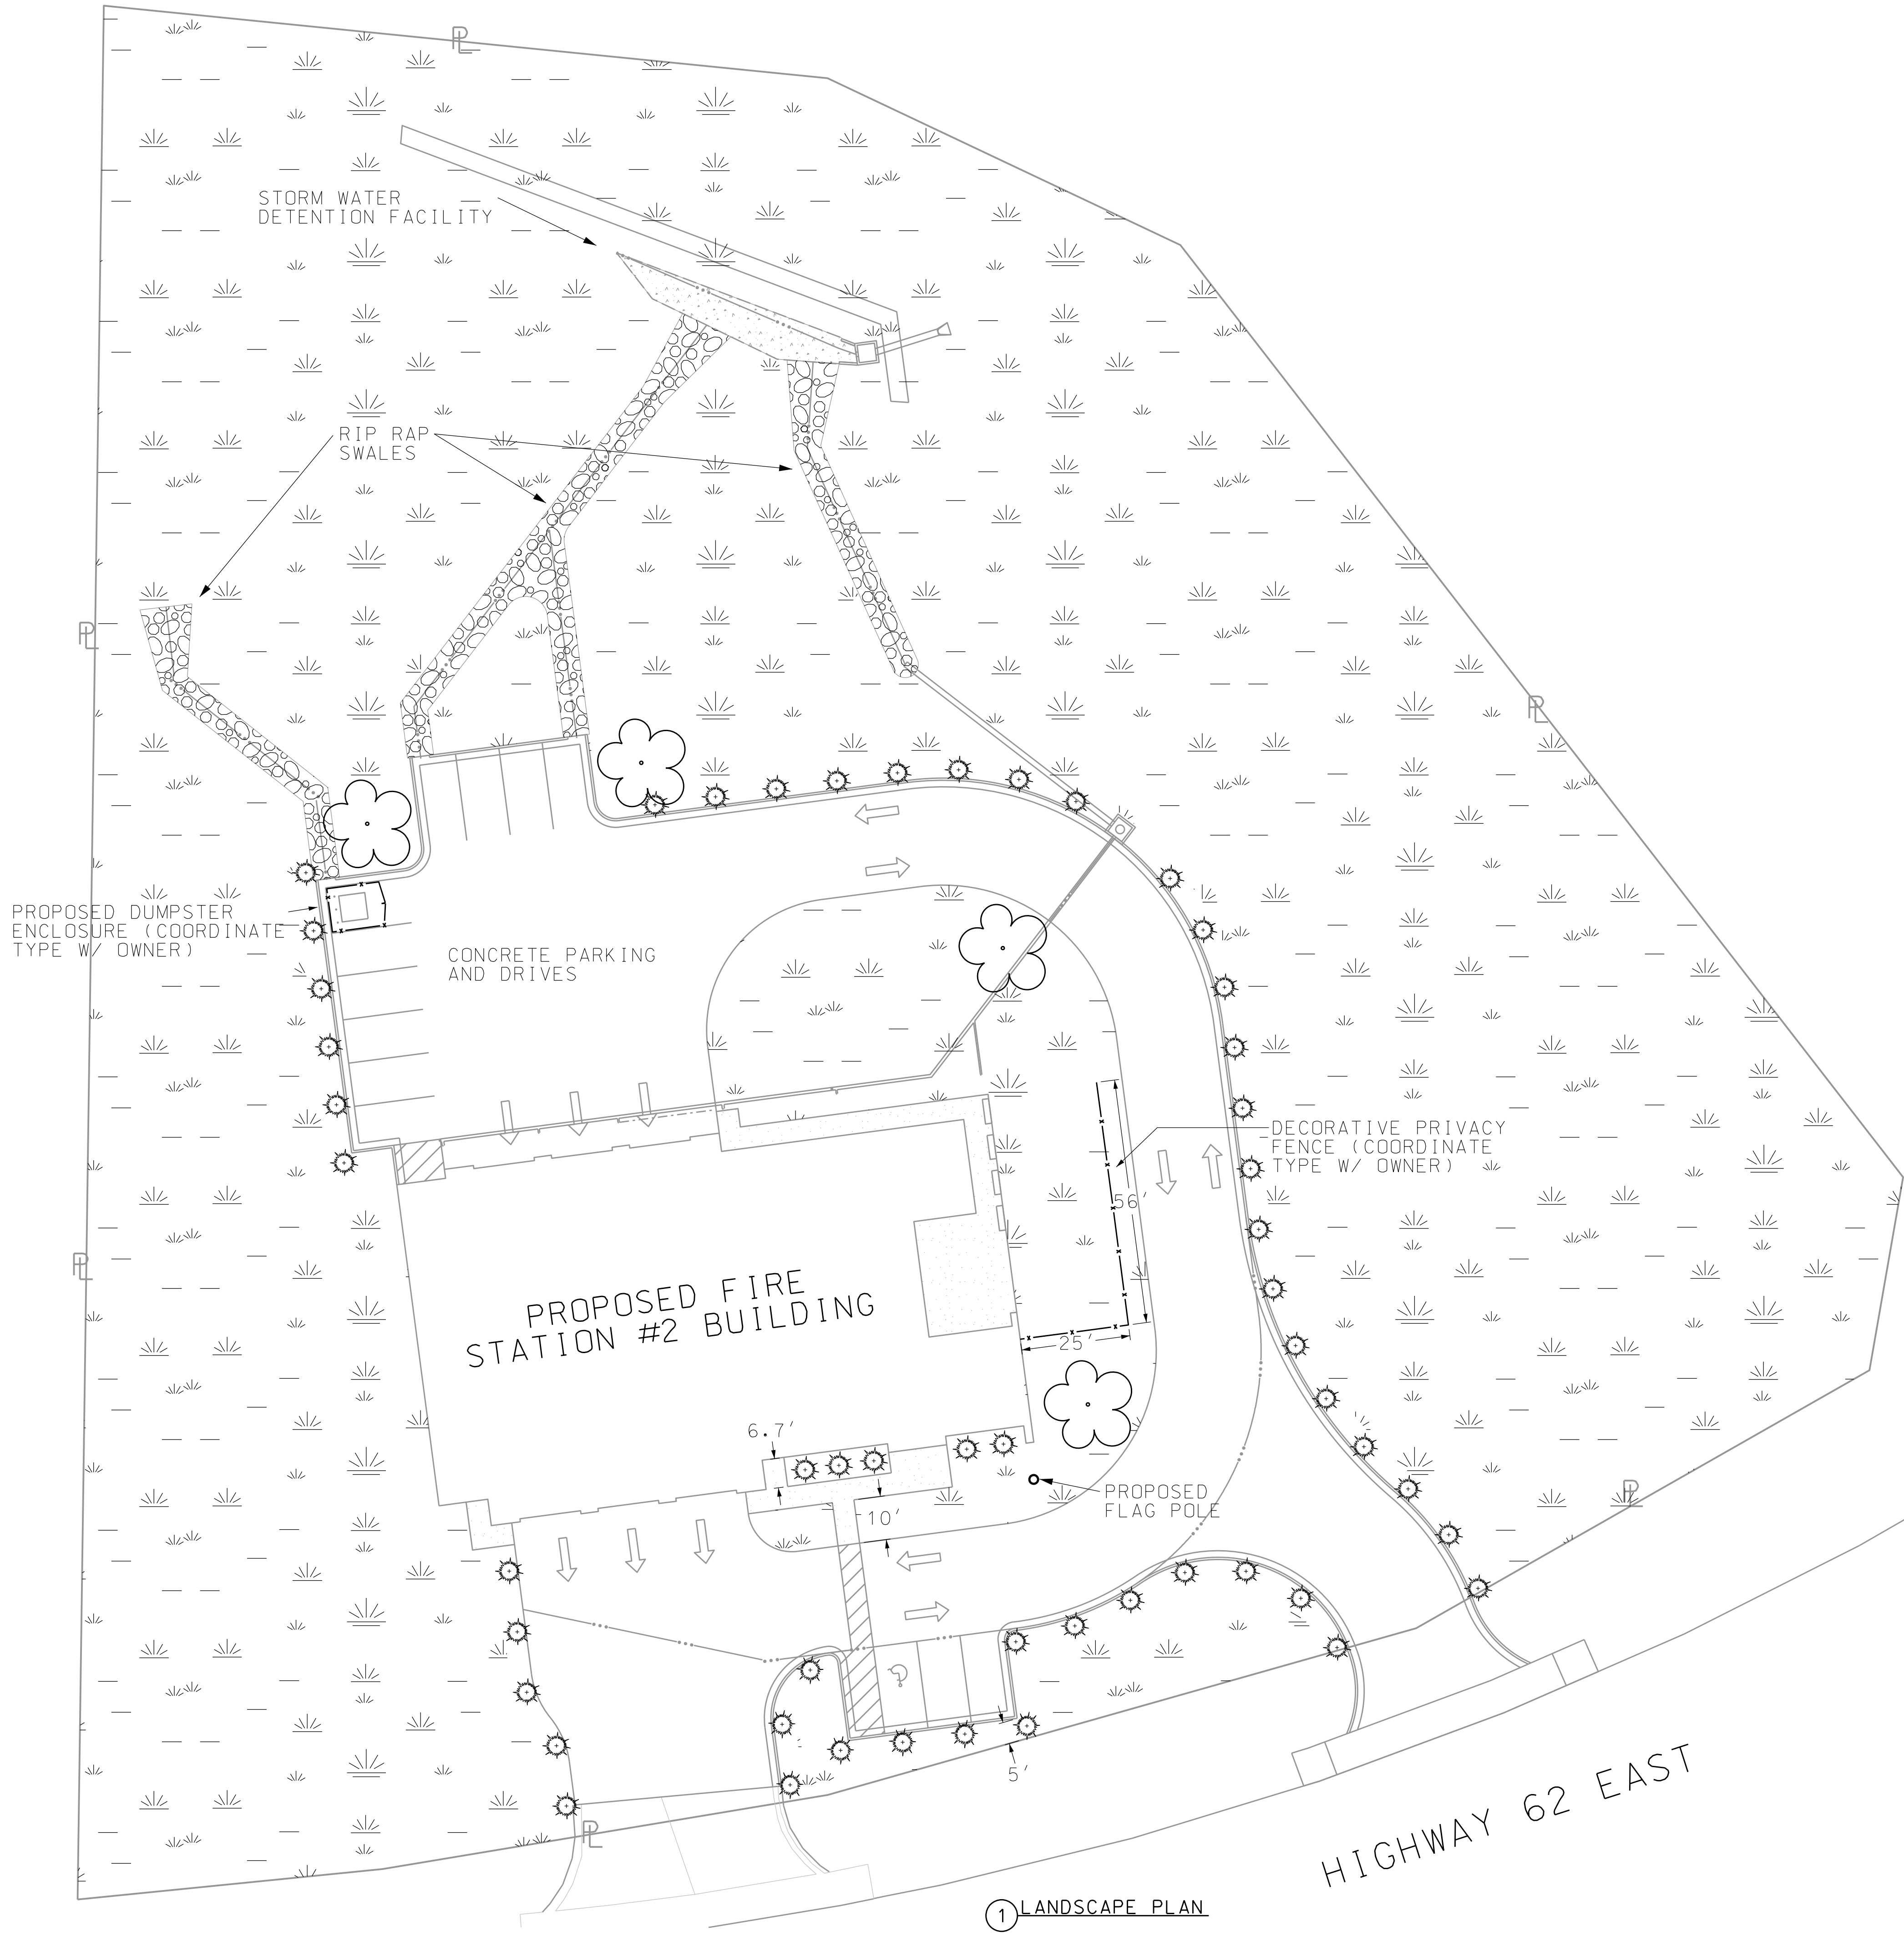 PL
STORM WATER
DETENTION FACILITY
RIP RAP
SWALES
PL
PL
PROPOSED DUMPSTER
ENCLOSURE (COORDINATE
TYPE W/ OWNER)
CONCRETE PARKING
AND DRIVES
DECORATIVE PRIVACY
FENCE (COORDINATE
TYPE W/ OWNER)
56'
PL
PROPOSED FIRE
STATION #2 BUILDING
25'
6.7'
10'
PROPOSED
FLAG POLE
PL
5'
PL
HIGHWAY 62 EAST
1 LANDSCAPE PLAN